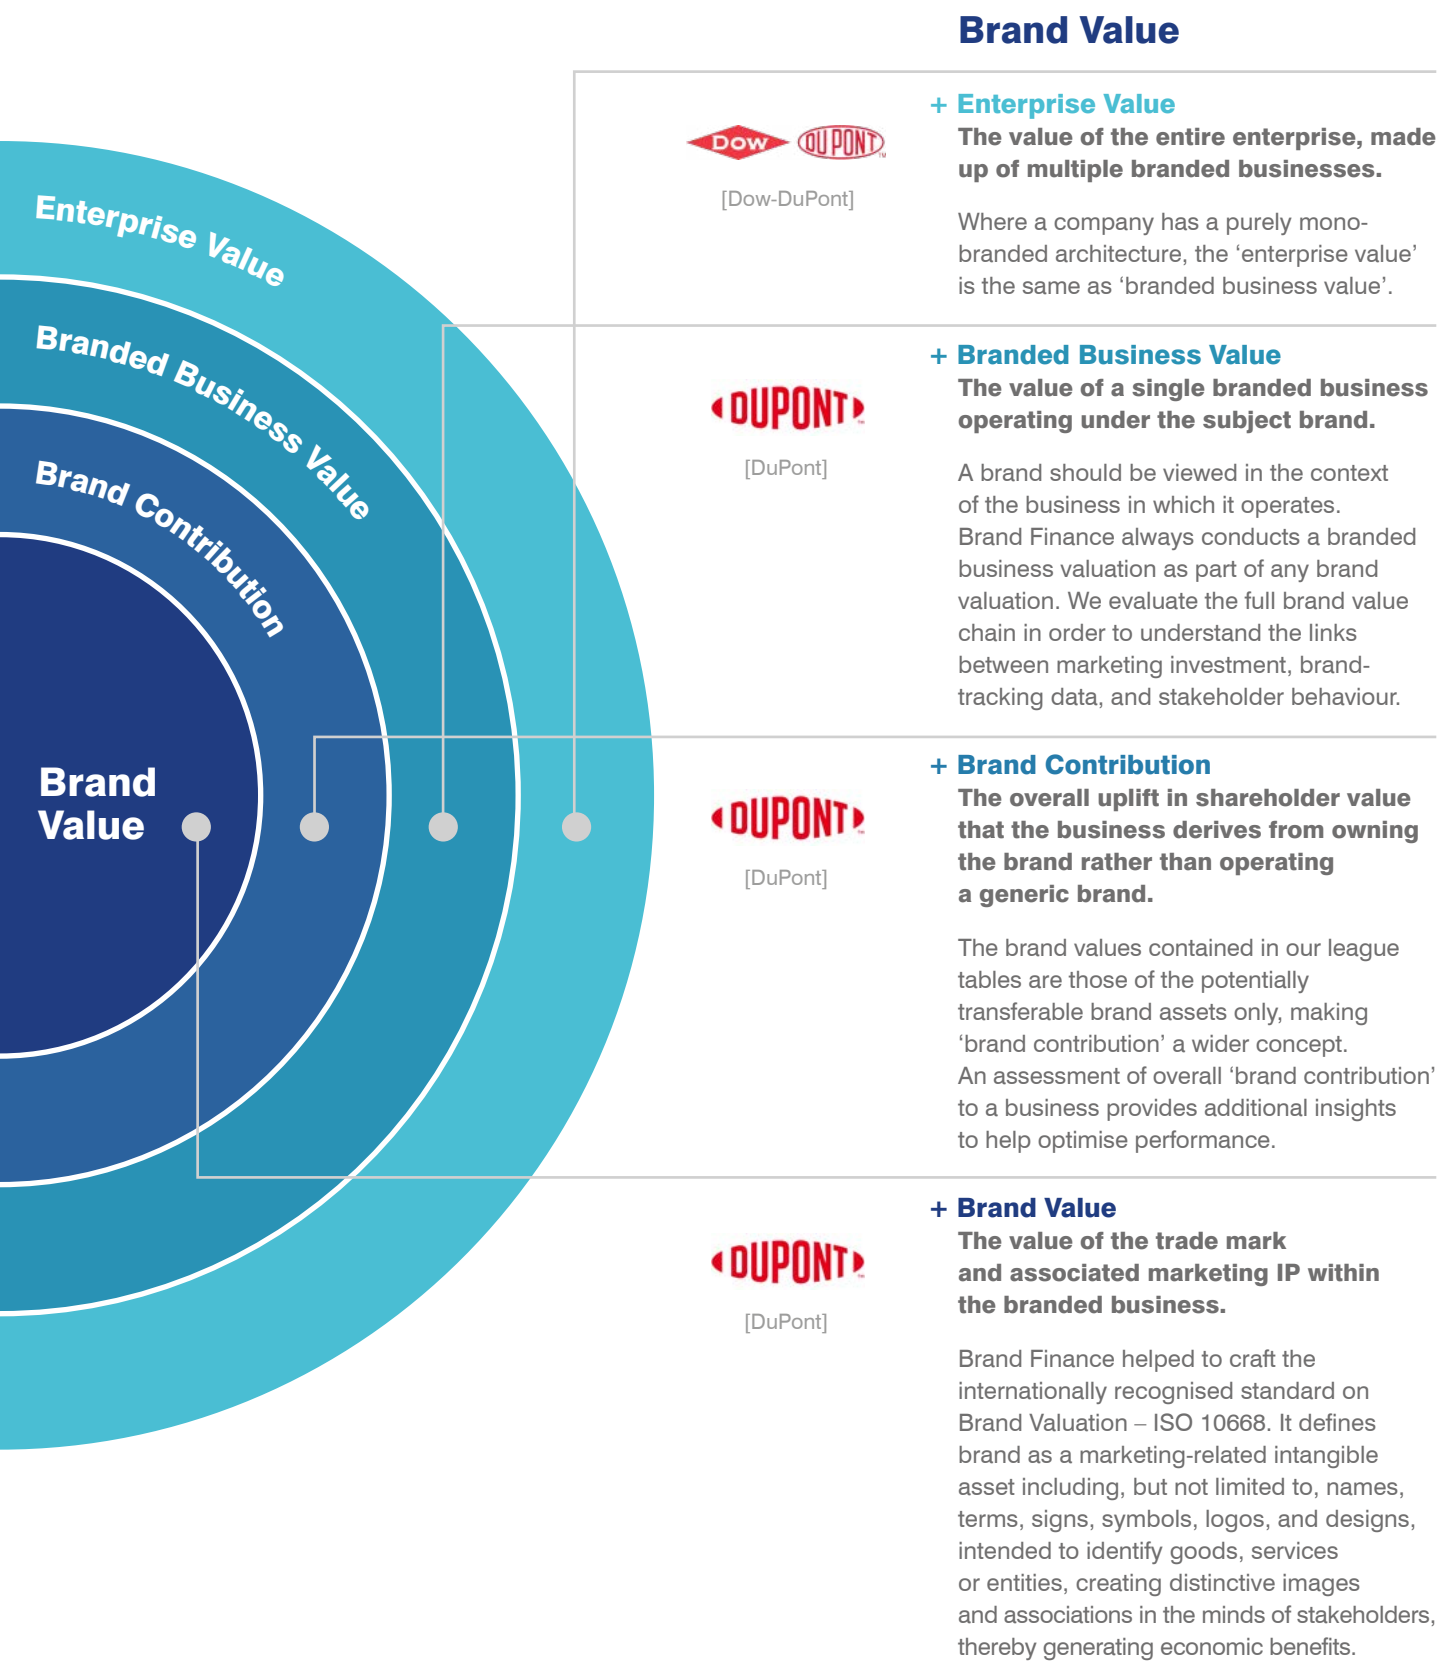 Brand Value
Enterprise Value
Branded Business Value
Brand Contribution
Brand
Value
DOW DU PONT™
[Dow-DuPont]
+ Enterprise Value
The value of the entire enterprise, made
up of multiple branded businesses.
Where a company has a purely mono-
branded architecture, the ‘enterprise value’
is the same as ‘branded business value’.
DUPONT™
[DuPont]
+ Branded Business Value
The value of a single branded business
operating under the subject brand.
A brand should be viewed in the context
of the business in which it operates.
Brand Finance always conducts a branded
business valuation as part of any brand
valuation. We evaluate the full brand value
chain in order to understand the links
between marketing investment, brand-
tracking data, and stakeholder behaviour.
DUPONT™
[DuPont]
+ Brand Contribution
The overall uplift in shareholder value
that the business derives from owning
the brand rather than operating
a generic brand.
The brand values contained in our league
tables are those of the potentially
transferable brand assets only, making
‘brand contribution’ a wider concept.
An assessment of overall ‘brand contribution’
to a business provides additional insights
to help optimise performance.
DUPONT™
[DuPont]
+ Brand Value
The value of the trade mark
and associated marketing IP within
the branded business.
Brand Finance helped to craft the
internationally recognised standard on
Brand Valuation – ISO 10668. It defines
brand as a marketing-related intangible
asset including, but not limited to, names,
terms, signs, symbols, logos, and designs,
intended to identify goods, services
or entities, creating distinctive images
and associations in the minds of stakeholders,
thereby generating economic benefits.